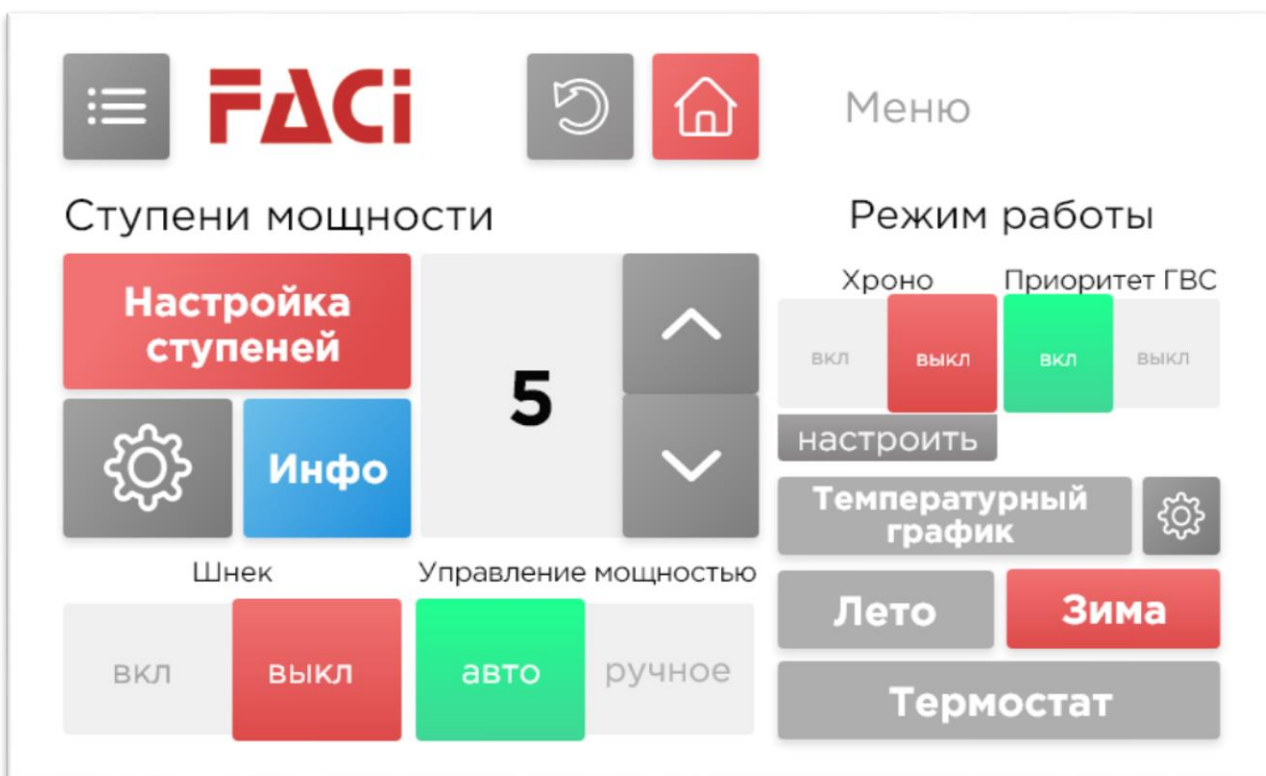 FACi
Меню
Ступени мощности
Настройка
ступеней
Инфо
5
Шнек
вкл
выкл
Управление мощностью
авто
ручное
Режим работы
Хроно
вкл
выкл
настроить
Приоритет ГВС
вкл
выкл
Температурный
график
Лето
Зима
Термостат